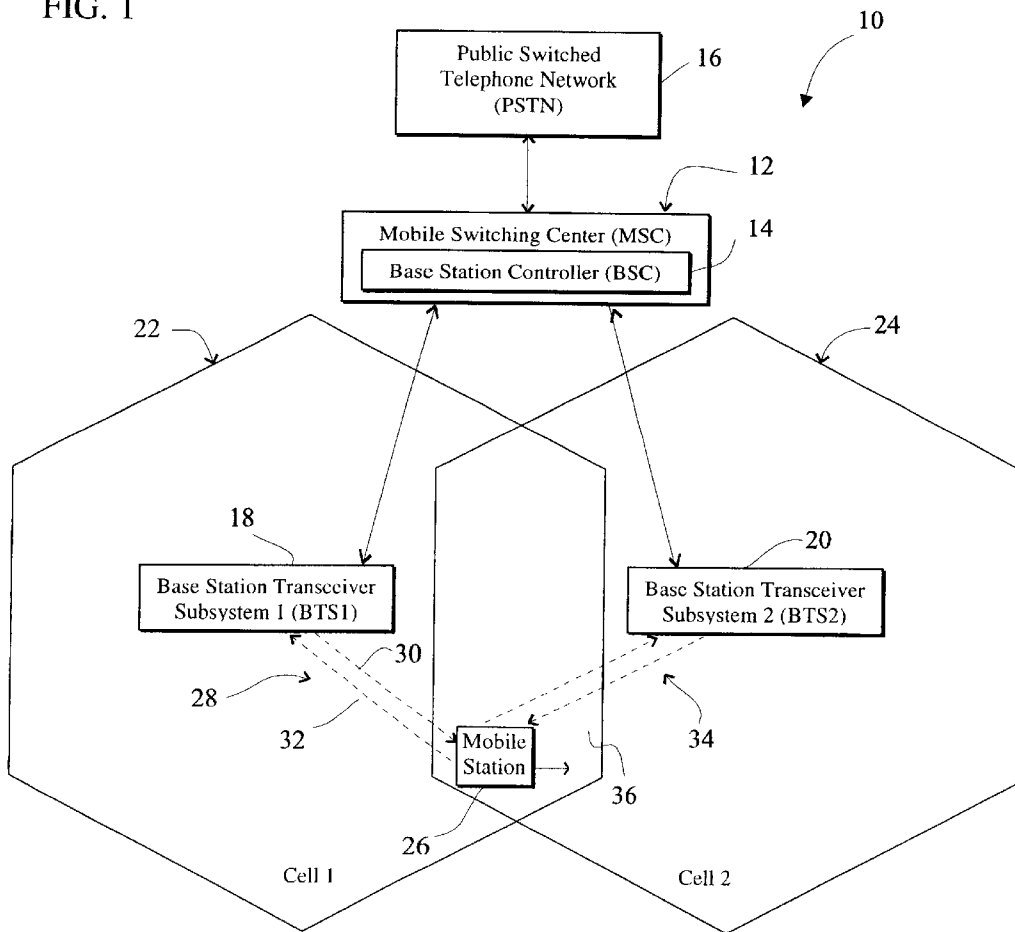 FIG. 1
10
Public Switched
Telephone Network
(PSTN)
16
12
Mobile Switching Center (MSC)
14
Base Station Controller (BSC)
22
24
18
20
Base Station Transceiver
Subsystem 1 (BTS1)
Base Station Transceiver
Subsystem 2 (BTS2)
30
28
32
34
Mobile
Station
36
26
Cell 1
Cell 2